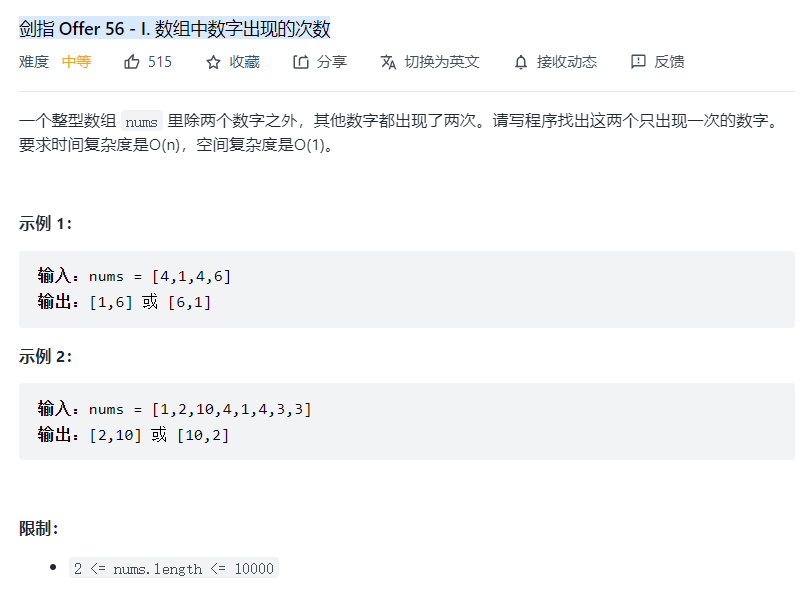 剑指 Offer 56 - I. 数组中数字出现的次数
难度 中等 515 收藏 分享 切换为英文 接收动态 反馈
一个整型数组 nums 里除两个数字之外，其他数字都出现了两次。请写程序找出这两个只出现一次的数字。
要求时间复杂度是O(n)，空间复杂度是O(1)。
示例 1：
输入：nums = [4,1,4,6]
输出：[1,6] 或 [6,1]
示例 2：
输入：nums = [1,2,10,4,1,4,3,3]
输出：[2,10] 或 [10,2]
限制：
2 <= nums.length <= 10000